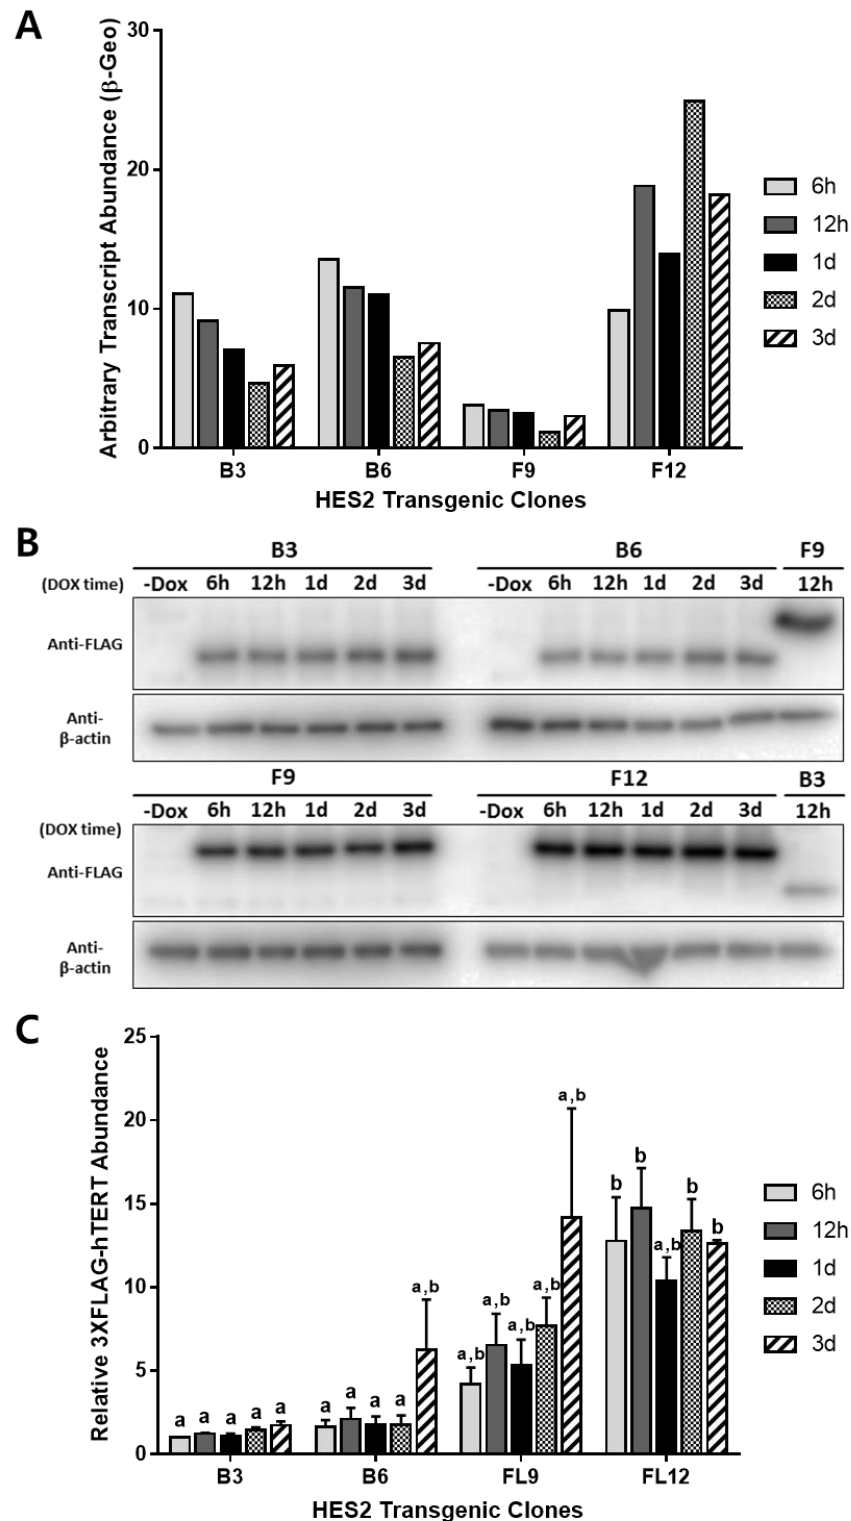 A
Arbitrary Transcript Abundance (β-Geo)
30
20
10
0
B3 B6 F9 F12
HES2 Transgenic Clones
6h
12h
1d
2d
3d
B
B3 B6 F9
(DOX time) -Dox 6h 12h 1d 2d 3d -Dox 6h 12h 1d 2d 3d 12h
Anti-FLAG
Anti-
β-actin
F9 F12 B3
-Dox 6h 12h 1d 2d 3d -Dox 6h 12h 1d 2d 3d 12h
(DOX time)
Anti-FLAG
Anti-
β-actin
C
Relative 3XFLAG-hTERT Abundance
25
20
15
10
5
0
a a a a a
a a a a a,b
a,b a,b a,b a,b a,b
b b a,b b b
B3 B6 FL9 FL12
HES2 Transgenic Clones
6h
12h
1d
2d
3d